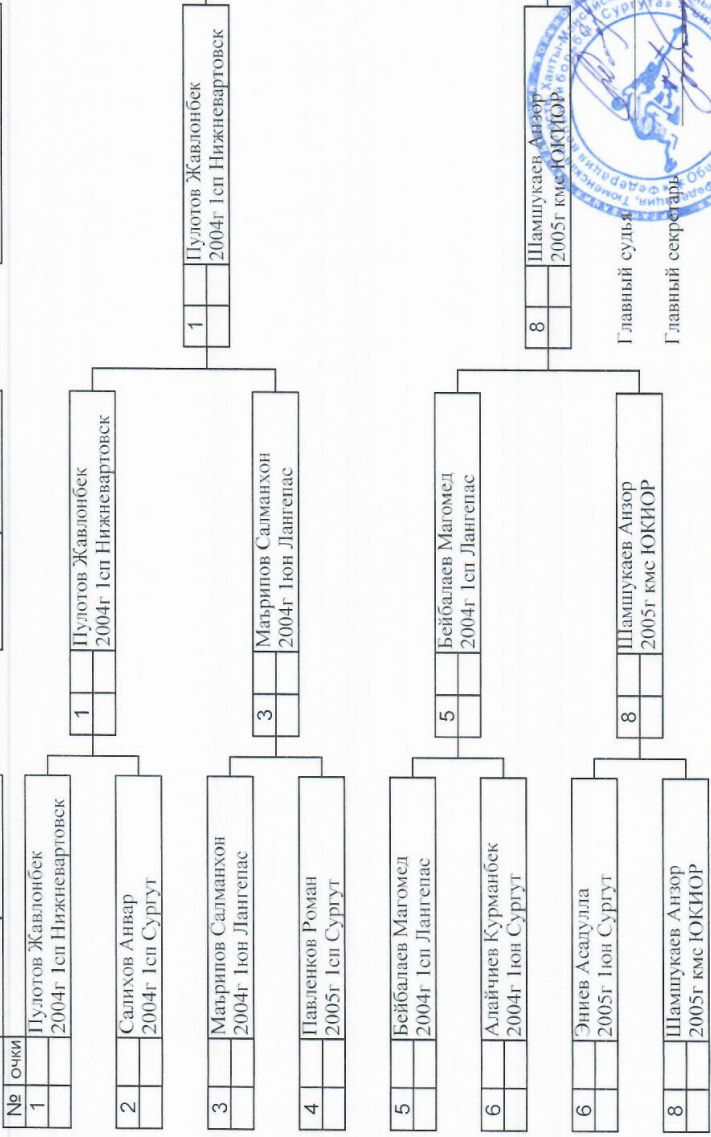 № очки
1
Пулотов Жавлонбек
2004г 1сп Нижневартовск
2
Салихов Анвар
2004г 1сп Сургут
3
Маърипов Салманхон
2004г 1юн Лангепас
4
Павленков Роман
2005г 1сп Сургут
5
Бейбалаев Магомед
2004г 1сп Лангепас
6
Алайчиев Курманбек
2004г 1юн Сургут
6
Эниев Асадулла
2005г 1юн Сургут
8
Шамшукаев Анзор
2005г кмс ЮКИОР
1
Пулотов Жавлонбек
2004г 1сп Нижневартовск
3
Маърипов Салманхон
2004г 1юн Лангепас
5
Бейбалаев Магомед
2004г 1сп Лангепас
8
Шамшукаев Анзор
2005г кмс ЮКИОР
1
Пулотов Жавлонбек
2004г 1сп Нижневартовск
8
Шамшукаев Анзор
2005г кмс ЮКИОР
Главный судья
Главный секретарь